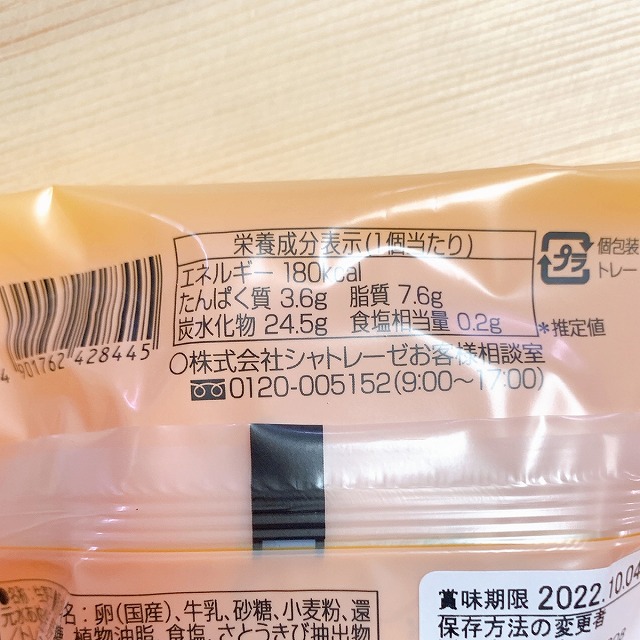 栄養成分表示(1個当たり)
エネルギー 180kcal
たんぱく質 3.6g 脂質 7.6g
炭水化物 24.5g 食塩相当量 0.2g
*推定値
プラ
個包装
トレー
4901762428445
〇株式会社シャトレーゼお客様相談室
0120-005152(9:00～17:00)
賞味期限 2022.10.04
保存方法の変更者
名:卵(国産)、牛乳、砂糖、小麦粉、還
糖、植物油脂、食塩、さとうきび抽出物